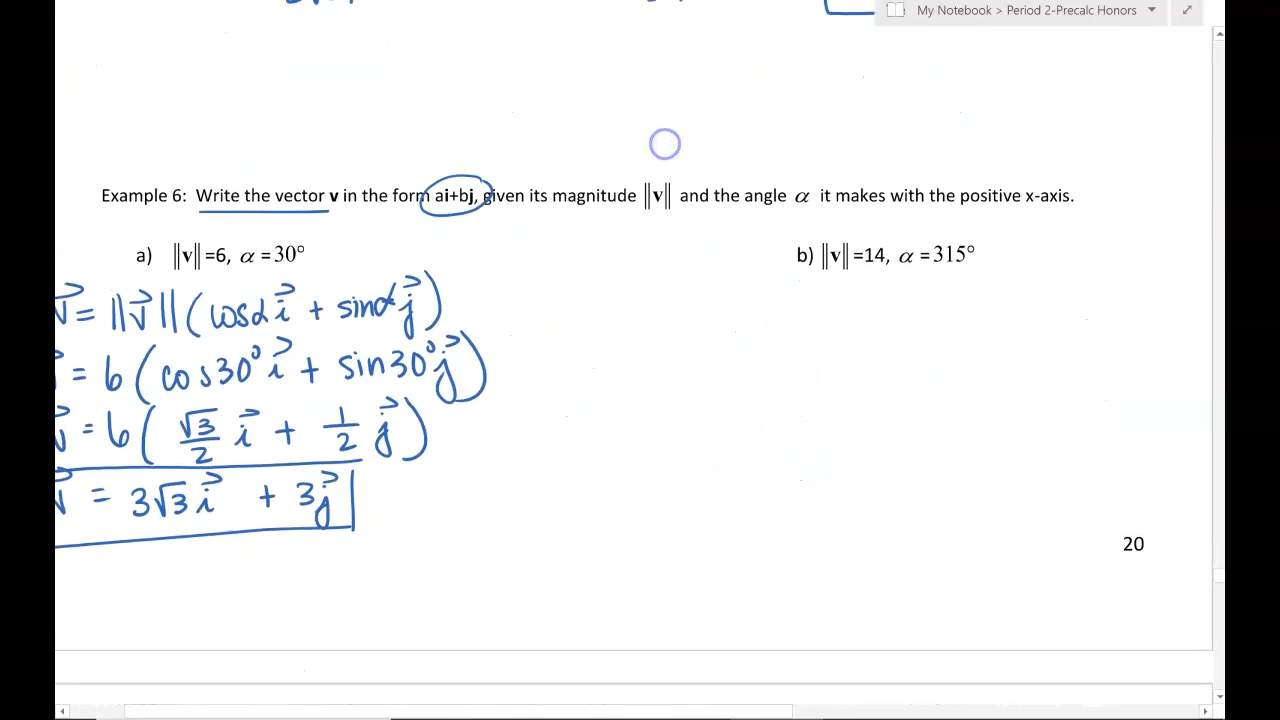 My Notebook > Period 2-Precalc Honors
Example 6: Write the vector v in the form ai+bj, given its magnitude ||v|| and the angle α it makes with the positive x-axis.
a) ||v||=6, α = 30°
b) ||v||=14, α = 315°
v⃗ = ||v⃗|| (cosα i⃗ + sinα j⃗)
= 6 (cos30° i⃗ + sin30° j⃗)
v⃗ = 6 (√3/2 i⃗ + 1/2 j⃗)
v⃗ = 3√3 i⃗ + 3 j⃗
20